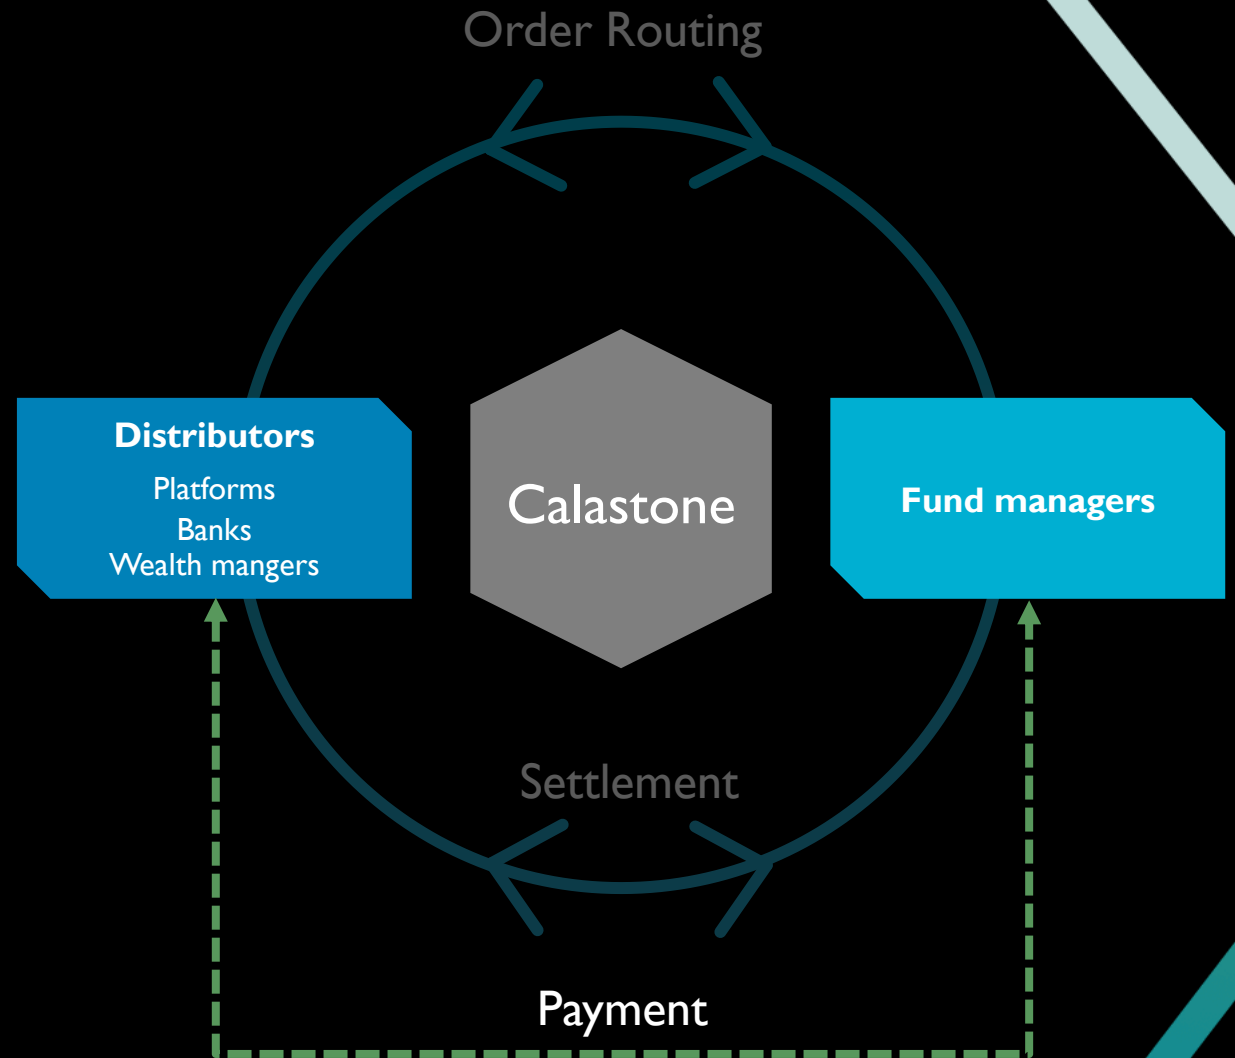 Order Routing
Distributors
Platforms
Banks
Wealth mangers
Calastone
Fund managers
Settlement
Payment